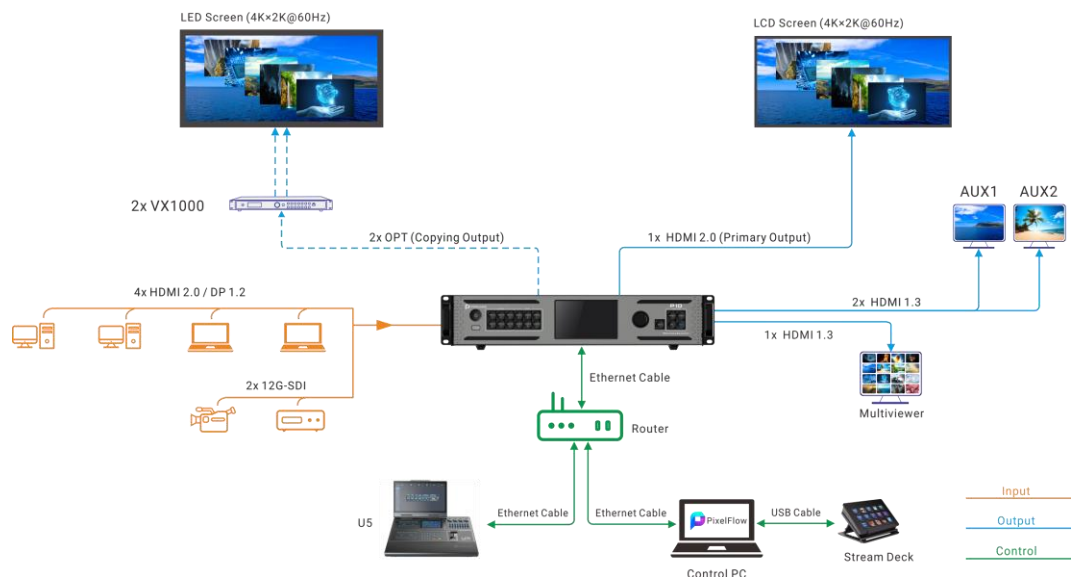 LED Screen (4K×2K@60Hz)
LCD Screen (4K×2K@60Hz)
AUX1
AUX2
2x VX1000
2x OPT (Copying Output)
1x HDMI 2.0 (Primary Output)
4x HDMI 2.0 / DP 1.2
2x HDMI 1.3
1x HDMI 1.3
2x 12G-SDI
Ethernet Cable
Multiviewer
Router
U5
Ethernet Cable
Ethernet Cable
PixelFlow
USB Cable
Control PC
Stream Deck
Input
Output
Control